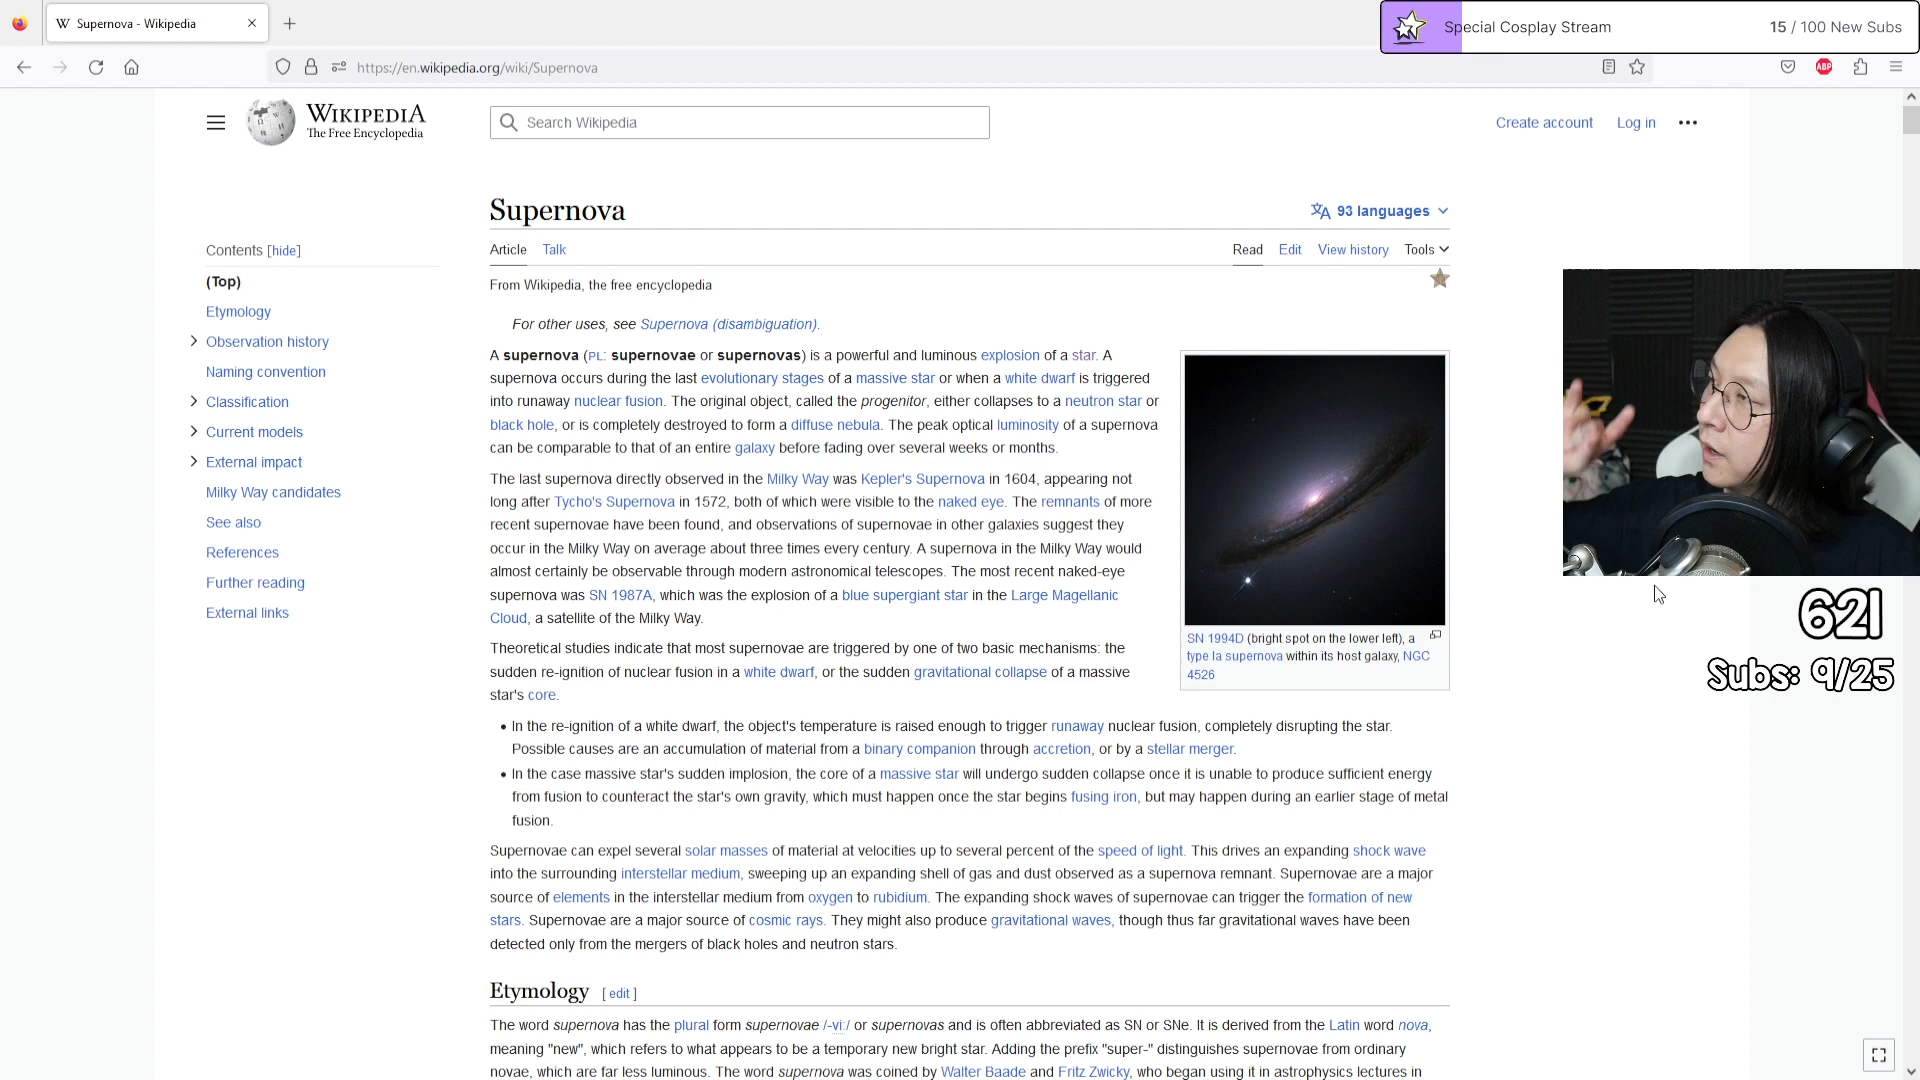 Supernova - Wikipedia
Special Cosplay Stream
15 / 100 New Subs
https://en.wikipedia.org/wiki/Supernova
ABP
WIKIPEDIA
The Free Encyclopedia
Search Wikipedia
Create account
Log in
Supernova
93 languages
Article
Talk
Read
Edit
View history
Tools
From Wikipedia, the free encyclopedia
Contents [hide]
(Top)
Etymology
Observation history
Naming convention
Classification
Current models
External impact
Milky Way candidates
See also
References
Further reading
External links
For other uses, see Supernova (disambiguation).
A supernova (PL: supernovae or supernovas) is a powerful and luminous explosion of a star. A
supernova occurs during the last evolutionary stages of a massive star or when a white dwarf is triggered
into runaway nuclear fusion. The original object, called the progenitor, either collapses to a neutron star or
black hole, or is completely destroyed to form a diffuse nebula. The peak optical luminosity of a supernova
can be comparable to that of an entire galaxy before fading over several weeks or months.
The last supernova directly observed in the Milky Way was Kepler's Supernova in 1604, appearing not
long after Tycho's Supernova in 1572, both of which were visible to the naked eye. The remnants of more
recent supernovae have been found, and observations of supernovae in other galaxies suggest they
occur in the Milky Way on average about three times every century. A supernova in the Milky Way would
almost certainly be observable through modern astronomical telescopes. The most recent naked-eye
supernova was SN 1987A, which was the explosion of a blue supergiant star in the Large Magellanic
Cloud, a satellite of the Milky Way.
SN 1994D (bright spot on the lower left), a
type Ia supernova within its host galaxy, NGC
4526
Theoretical studies indicate that most supernovae are triggered by one of two basic mechanisms: the
sudden re-ignition of nuclear fusion in a white dwarf, or the sudden gravitational collapse of a massive
star's core.
• In the re-ignition of a white dwarf, the object's temperature is raised enough to trigger runaway nuclear fusion, completely disrupting the star.
Possible causes are an accumulation of material from a binary companion through accretion, or by a stellar merger.
• In the case massive star's sudden implosion, the core of a massive star will undergo sudden collapse once it is unable to produce sufficient energy
from fusion to counteract the star's own gravity, which must happen once the star begins fusing iron, but may happen during an earlier stage of metal
fusion.
Supernovae can expel several solar masses of material at velocities up to several percent of the speed of light. This drives an expanding shock wave
into the surrounding interstellar medium, sweeping up an expanding shell of gas and dust observed as a supernova remnant. Supernovae are a major
source of elements in the interstellar medium from oxygen to rubidium. The expanding shock waves of supernovae can trigger the formation of new
stars. Supernovae are a major source of cosmic rays. They might also produce gravitational waves, though thus far gravitational waves have been
detected only from the mergers of black holes and neutron stars.
Etymology [ edit ]
The word supernova has the plural form supernovae /-viː/ or supernovas and is often abbreviated as SN or SNe. It is derived from the Latin word nova,
meaning "new", which refers to what appears to be a temporary new bright star. Adding the prefix "super-" distinguishes supernovae from ordinary
novae, which are far less luminous. The word supernova was coined by Walter Baade and Fritz Zwicky, who began using it in astrophysics lectures in
621
Subs: 9/25